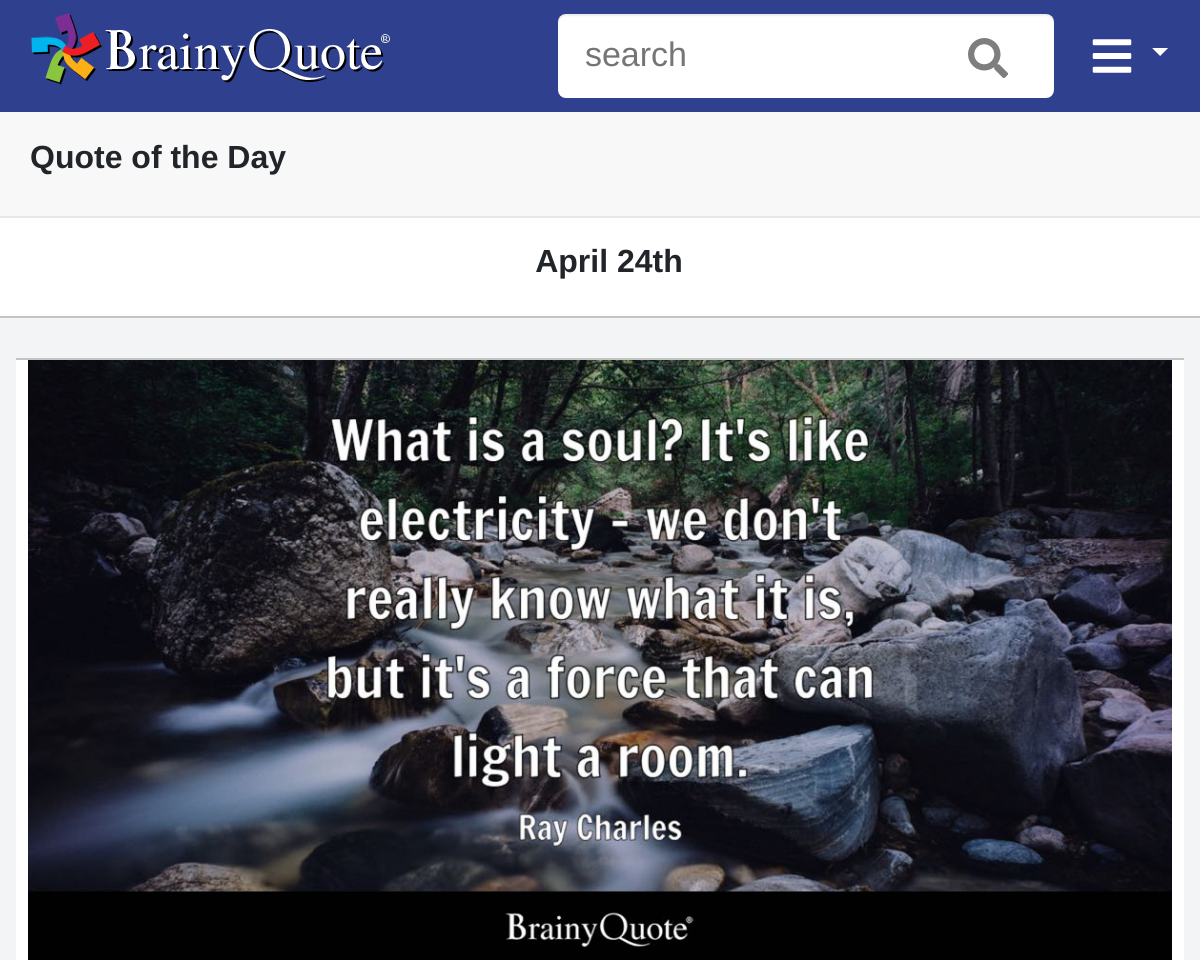 BrainyQuote®
search
Quote of the Day
April 24th
What is a soul? It's like
electricity - we don't
really know what it is,
but it's a force that can
light a room.
Ray Charles
BrainyQuote®